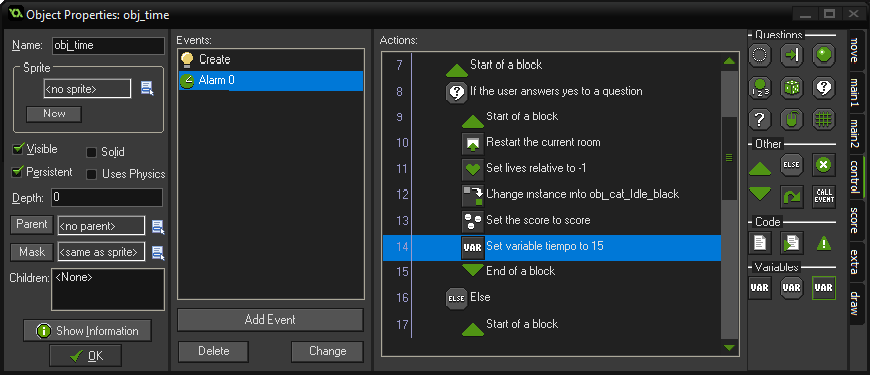 Object Properties: obj_time
Name: obj_time
Sprite
<no sprite>
New
Visible
Solid
Persistent
Uses Physics
Depth: 0
Parent <no parent>
Mask <same as sprite>
Children: <None>
Show Information
OK
Events:
Create
Alarm 0
Add Event
Delete
Change
Actions:
7 Start of a block
8 ? If the user answers yes to a question
9 Start of a block
10 Restart the current room
11 Set lives relative to -1
12 Change instance into obj_cat_Idle_black
13 Set the score to score
14 VAR Set variable tiempo to 15
15 End of a block
16 ELSE Else
17 Start of a block
Questions
1 2 3
?
?
Other
ELSE
CALL EVENT
Code
Variables
VAR VAR VAR
move
main1
main2
control
score
extra
draw